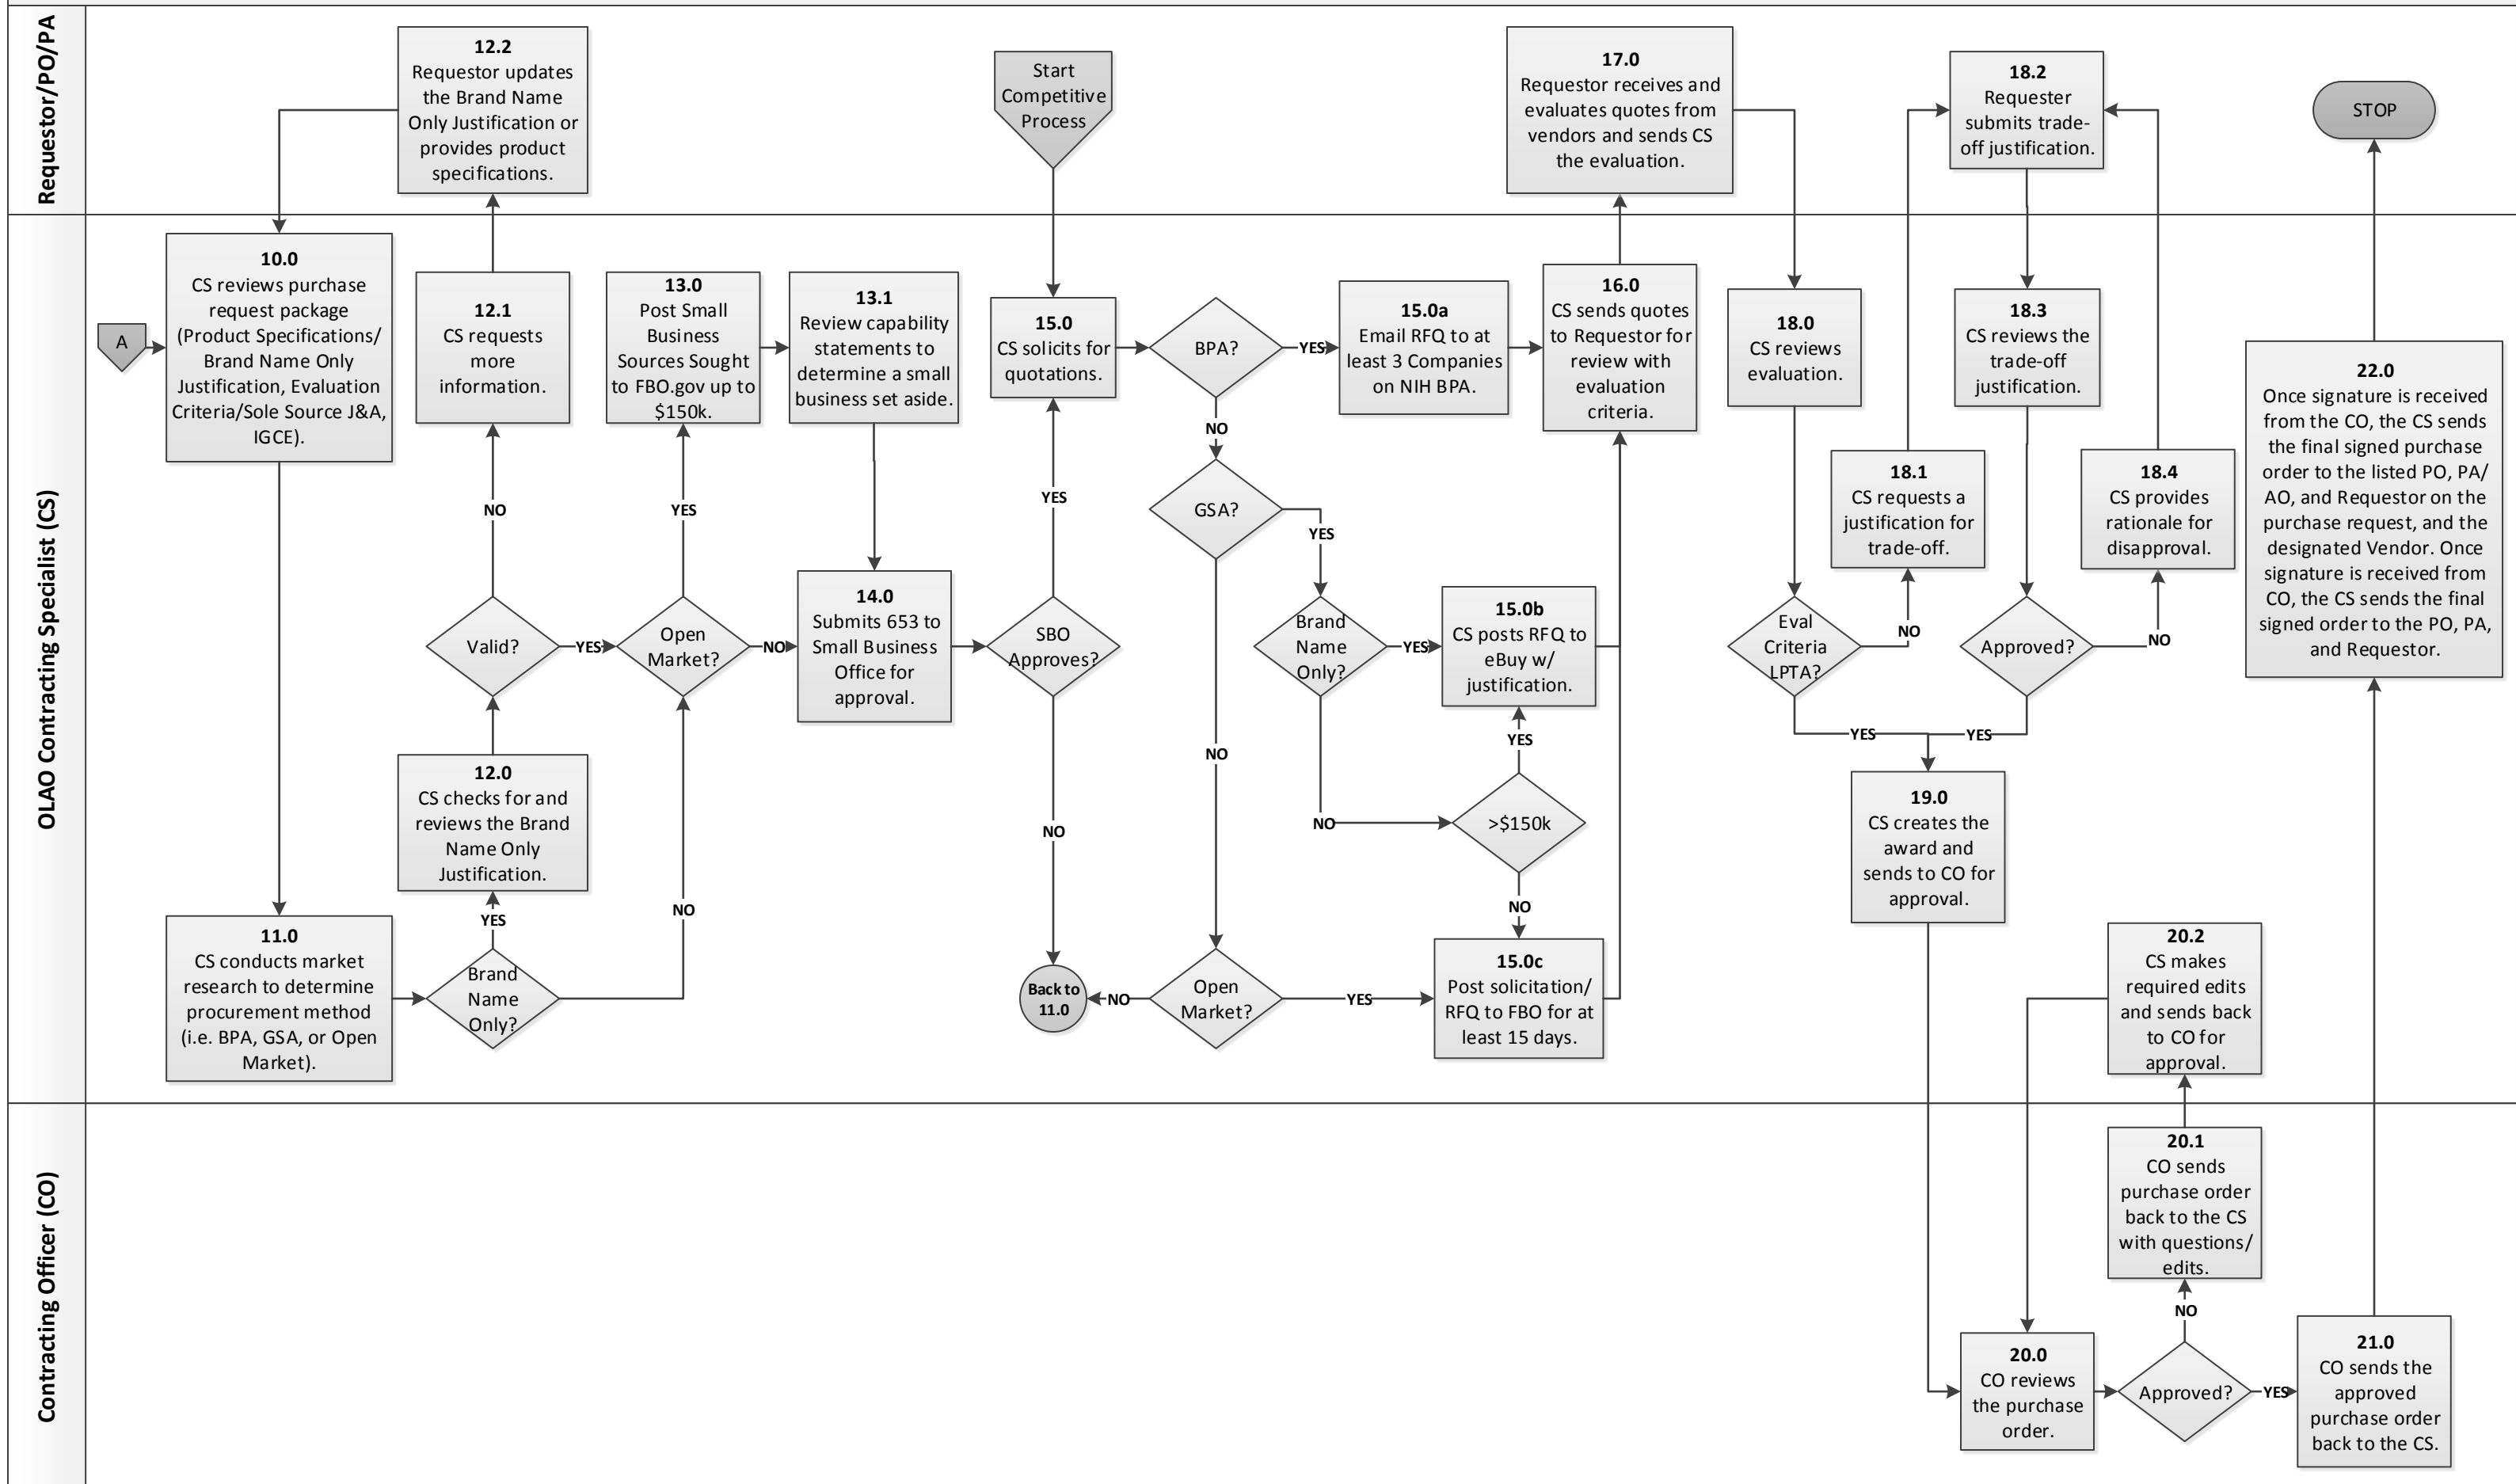 Requestor/PO/PA
12.2
Requestor updates
the Brand Name
Only Justification or
provides product
specifications.
Start
Competitive
Process
17.0
Requestor receives and
evaluates quotes from
vendors and sends CS
the evaluation.
18.2
Requester
submits trade-
off justification.
STOP
OLAO Contracting Specialist (CS)
A
10.0
CS reviews purchase
request package
(Product Specifications/
Brand Name Only
Justification, Evaluation
Criteria/Sole Source J&A,
IGCE).
11.0
CS conducts market
research to determine
procurement method
(i.e. BPA, GSA, or Open
Market).
Brand
Name
Only?
YES
NO
12.0
CS checks for and
reviews the Brand
Name Only
Justification.
Valid?
NO
YES
12.1
CS requests
more
information.
Open
Market?
YES
NO
13.0
Post Small
Business
Sources Sought
to FBO.gov up to
$150k.
13.1
Review capability
statements to
determine a small
business set aside.
14.0
Submits 653 to
Small Business
Office for
approval.
SBO
Approves?
YES
NO
Back to
11.0
15.0
CS solicits for
quotations.
BPA?
YES
NO
15.0a
Email RFQ to at
least 3 Companies
on NIH BPA.
GSA?
YES
NO
Brand
Name
Only?
YES
NO
15.0b
CS posts RFQ to
eBuy w/
justification.
>$150k
YES
NO
Open
Market?
NO
YES
15.0c
Post solicitation/
RFQ to FBO for at
least 15 days.
16.0
CS sends quotes
to Requestor for
review with
evaluation
criteria.
18.0
CS reviews
evaluation.
Eval
Criteria
LPTA?
NO
YES
18.1
CS requests a
justification for
trade-off.
18.3
CS reviews the
trade-off
justification.
Approved?
NO
YES
18.4
CS provides
rationale for
disapproval.
19.0
CS creates the
award and
sends to CO for
approval.
20.2
CS makes
required edits
and sends back
to CO for
approval.
22.0
Once signature is received
from the CO, the CS sends
the final signed purchase
order to the listed PO, PA/
AO, and Requestor on the
purchase request, and the
designated Vendor. Once
signature is received from
CO, the CS sends the final
signed order to the PO, PA,
and Requestor.
Contracting Officer (CO)
20.0
CO reviews
the purchase
order.
Approved?
NO
YES
20.1
CO sends
purchase order
back to the CS
with questions/
edits.
21.0
CO sends the
approved
purchase order
back to the CS.